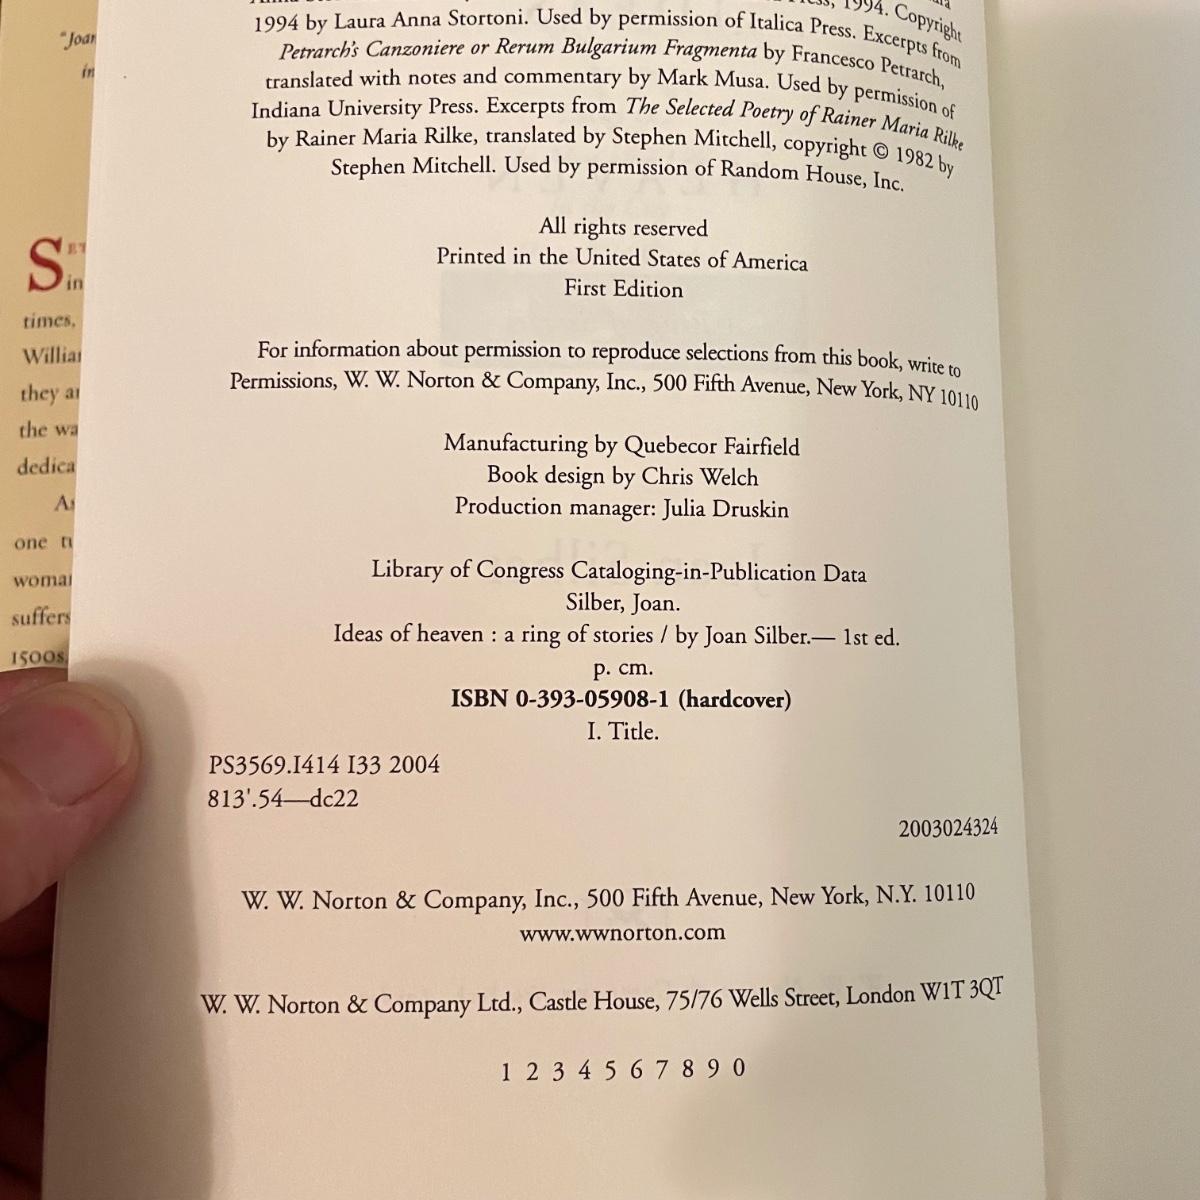 "Joan
in
S
in
times,
the wa
dedica
one
suffers
1500s,
1994. Copyright
1994 by Laura Anna Stortoni. Used by permission of Italica Press. Excerpts from
Petrarch's Canzoniere or Rerum Bulgarium Fragmenta by Francesco Petrarch,
translated with notes and commentary by Mark Musa. Used by permission of
Indiana University Press. Excerpts from The Selected Poetry of Rainer Maria Rilke
by Rainer Maria Rilke, translated by Stephen Mitchell, copyright © 1982 by
Stephen Mitchell. Used by permission of Random House, Inc.
All rights reserved
Printed in the United States of America
First Edition
For information about permission to reproduce selections from this book, write to
Permissions, W. W. Norton & Company, Inc., 500 Fifth Avenue, New York, NY 10110
Manufacturing by Quebecor Fairfield
Book design by Chris Welch
Production manager: Julia Druskin
Library of Congress Cataloging-in-Publication Data
Silber, Joan.
Ideas of heaven : a ring of stories / by Joan Silber.— 1st ed.
p. cm.
ISBN 0-393-05908-1 (hardcover)
I. Title.
PS3569.I414 I33 2004
813'.54—dc22
2003024324
W. W. Norton & Company, Inc., 500 Fifth Avenue, New York, N.Y. 10110
www.wwnorton.com
W. W. Norton & Company Ltd., Castle House, 75/76 Wells Street, London W1T 3QT
1 2 3 4 5 6 7 8 9 0